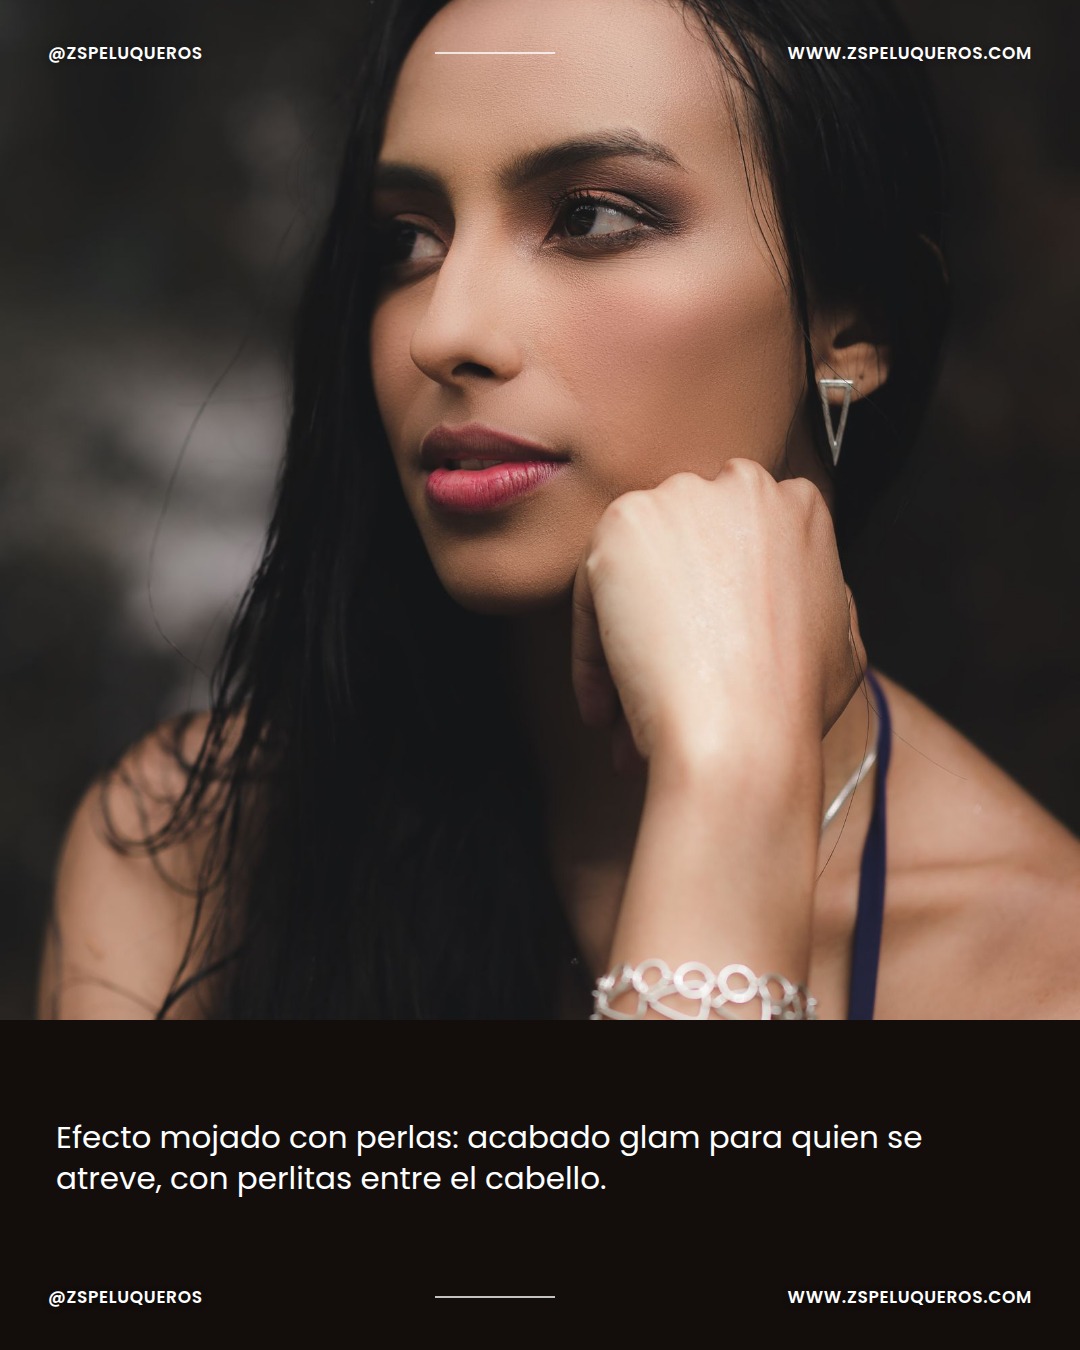 @ZSPELUQUEROS
WWW.ZSPELUQUEROS.COM
Efecto mojado con perlas: acabado glam para quien se
atreve, con perlitas entre el cabello.
@ZSPELUQUEROS
WWW.ZSPELUQUEROS.COM